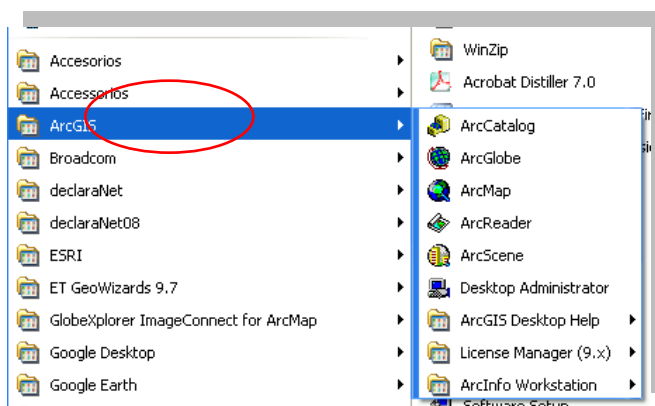 Accesorios
Accessorios
ArcGIS
Broadcom
declaraNet
declaraNet08
ESRI
ET GeoWizards 9.7
GlobeXplorer ImageConnect for ArcMap
Google Desktop
Google Earth
WinZip
Acrobat Distiller 7.0
ArcCatalog
ArcGlobe
ArcMap
ArcReader
ArcScene
Desktop Administrator
ArcGIS Desktop Help
License Manager (9.x)
ArcInfo Workstation
Software Setup